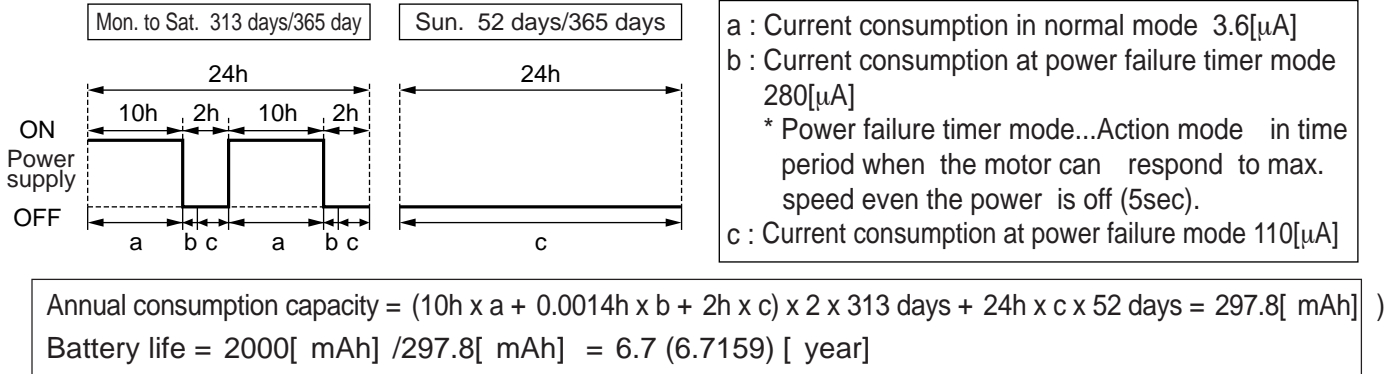 Mon. to Sat. 313 days/365 day
Sun. 52 days/365 days
24h
24h
10h 2h 10h 2h
ON
Power
supply
OFF
a b c a b c
c
a : Current consumption in normal mode 3.6[μA]
b : Current consumption at power failure timer mode
280[μA]
* Power failure timer mode...Action mode in time
period when the motor can respond to max.
speed even the power is off (5sec).
c : Current consumption at power failure mode 110[μA]
Annual consumption capacity = (10h x a + 0.0014h x b + 2h x c) x 2 x 313 days + 24h x c x 52 days = 297.8[ mAh] )
Battery life = 2000[ mAh] /297.8[ mAh] = 6.7 (6.7159) [ year]